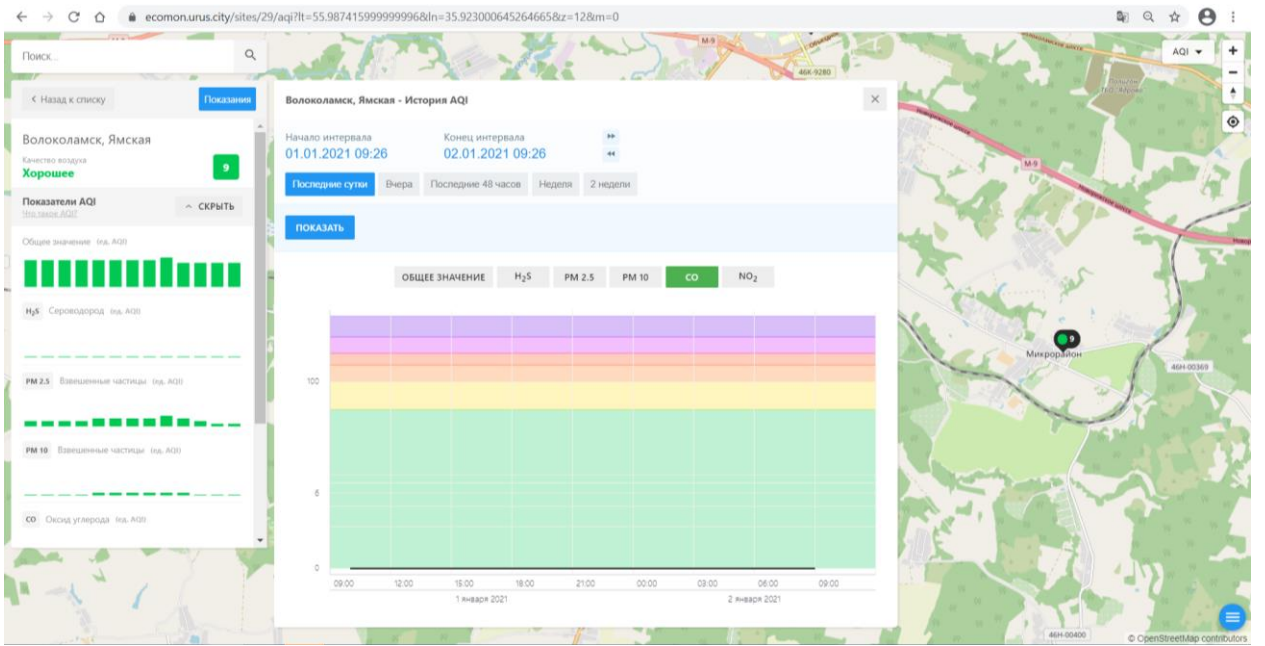 ecomon.urus.city/sites/29/aqi?lt=55.987415999999996&ln=35.923000645264665&z=12&m=0
Поиск...
М-9
46К-9280
AQI
Назад к списку
Показания
Волоколамск, Ямская - История AQI
Волоколамск, Ямская
Качество воздуха
Хорошее
9
Начало интервала
Конец интервала
01.01.2021 09:26
02.01.2021 09:26
Последние сутки
Вчера
Последние 48 часов
Неделя
2 недели
Показатели AQI
Что такое AQI?
СКРЫТЬ
ПОКАЗАТЬ
Общее значение (ед. AQI)
ОБЩЕЕ ЗНАЧЕНИЕ
H₂S
PM 2.5
PM 10
CO
NO₂
H₂S Сероводород (ед. AQI)
PM 2.5 Взвешенные частицы (ед. AQI)
PM 10 Взвешенные частицы (ед. AQI)
CO Оксид углерода (ед. AQI)
100
6
0
09:00
12:00
15:00
18:00
21:00
00:00
03:00
06:00
09:00
1 января 2021
2 января 2021
М-9
Новорижское шоссе
9
Микрорайон
46Н-00369
46Н-00400
© OpenStreetMap contributors